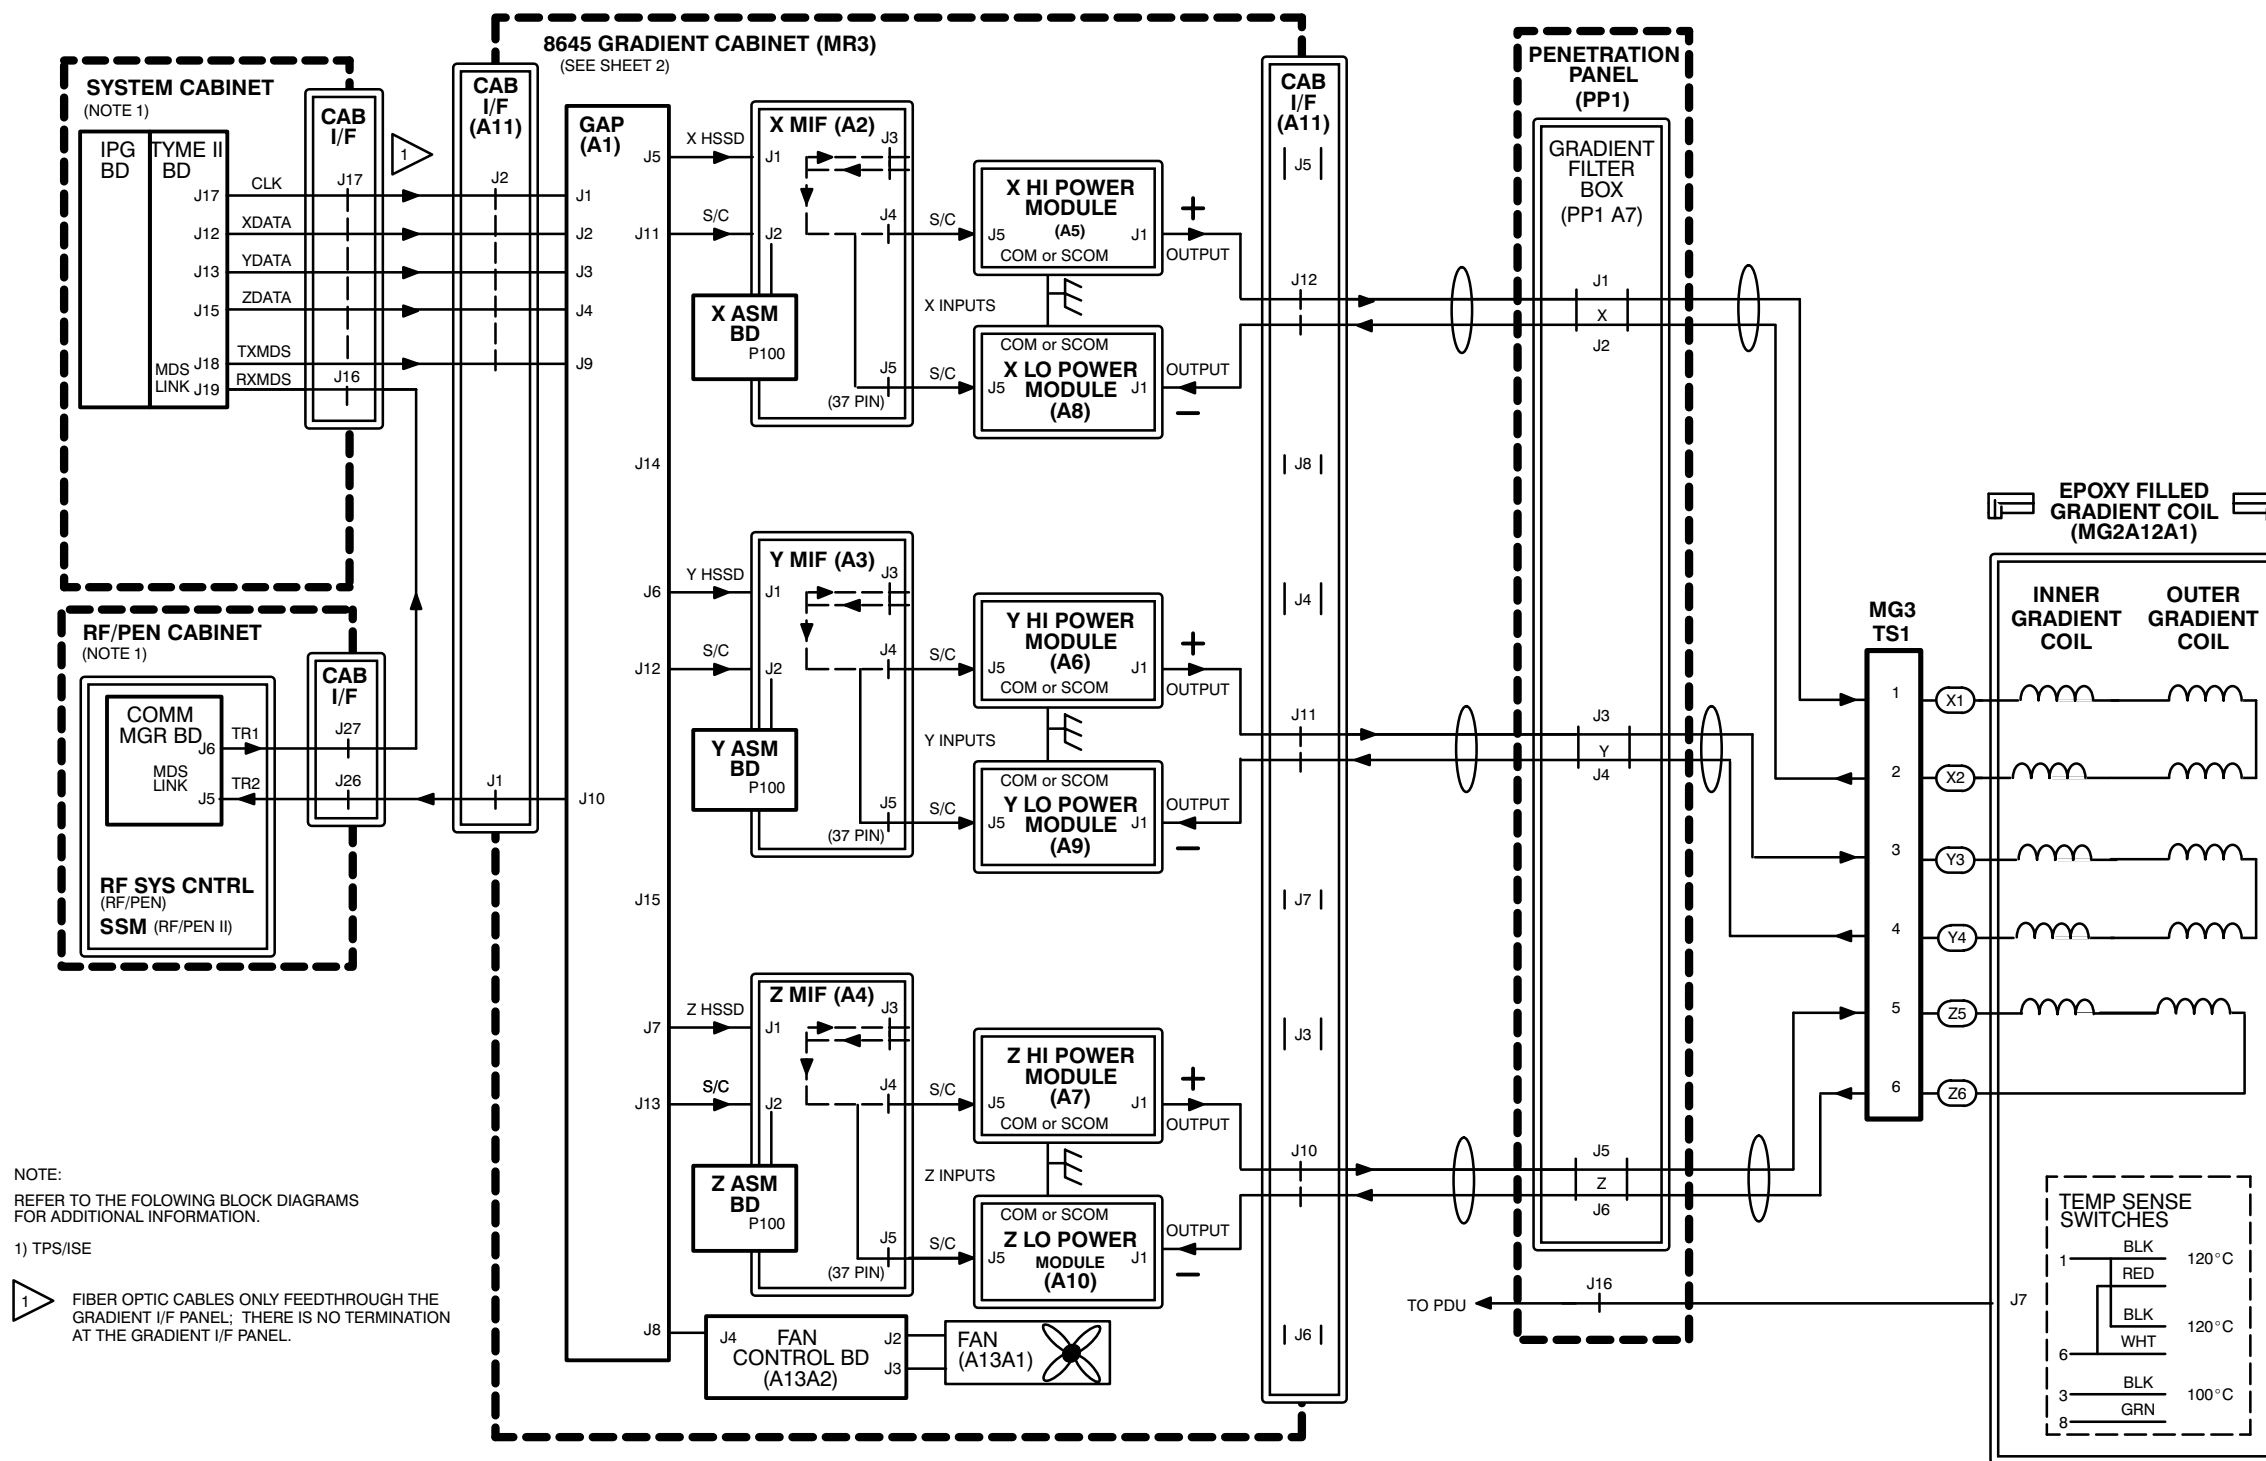 8645 GRADIENT CABINET (MR3)
(SEE SHEET 2)
SYSTEM CABINET
(NOTE 1)
IPG
BD
TYME II
BD
J17
J12
J13
J15
J18
MDS
LINK
J19
CLK
XDATA
YDATA
ZDATA
TXMDS
RXMDS
CAB
I/F
J17
J16
1
RF/PEN CABINET
(NOTE 1)
COMM
MGR BD
J6
MDS
LINK
J5
TR1
TR2
CAB
I/F
J27
J26
RF SYS CNTRL
(RF/PEN)
SSM (RF/PEN II)
CAB
I/F
(A11)
J2
J1
GAP
(A1)
J1
J2
J3
J4
J9
J10
J5
J11
J14
J6
J12
J15
J7
J13
J8
X HSSD
S/C
X MIF (A2)
J1
J2
J3
J4
J5
(37 PIN)
X ASM
BD
P100
S/C
S/C
X INPUTS
X HI POWER
MODULE
(A5)
J5
J1
COM or SCOM
COM or SCOM
X LO POWER
MODULE
(A8)
J5
J1
+
OUTPUT
OUTPUT
–
Y HSSD
S/C
Y MIF (A3)
J1
J2
J3
J4
J5
(37 PIN)
Y ASM
BD
P100
S/C
S/C
Y INPUTS
Y HI POWER
MODULE
(A6)
J5
J1
COM or SCOM
COM or SCOM
Y LO POWER
MODULE
(A9)
J5
J1
+
OUTPUT
OUTPUT
–
Z HSSD
S/C
Z MIF (A4)
J1
J2
J3
J4
J5
(37 PIN)
Z ASM
BD
P100
S/C
S/C
Z INPUTS
Z HI POWER
MODULE
(A7)
J5
J1
COM or SCOM
COM or SCOM
Z LO POWER
MODULE
(A10)
J5
J1
+
OUTPUT
OUTPUT
–
J4
FAN
CONTROL BD
(A13A2)
J2
J3
FAN
(A13A1)
CAB
I/F
(A11)
J5
J12
J8
J4
J11
J7
J3
J10
J6
PENETRATION
PANEL
(PP1)
GRADIENT
FILTER
BOX
(PP1 A7)
J1
X
J2
J3
Y
J4
J5
Z
J6
J16
TO PDU
MG3
TS1
1
2
3
4
5
6
X1
X2
Y3
Y4
Z5
Z6
EPOXY FILLED
GRADIENT COIL
(MG2A12A1)
INNER
GRADIENT
COIL
OUTER
GRADIENT
COIL
J7
TEMP SENSE
SWITCHES
1 BLK 120°C
RED
BLK 120°C
6 WHT
3 BLK 100°C
8 GRN
NOTE:
REFER TO THE FOLOWING BLOCK DIAGRAMS
FOR ADDITIONAL INFORMATION.
1) TPS/ISE
1
FIBER OPTIC CABLES ONLY FEEDTHROUGH THE
GRADIENT I/F PANEL; THERE IS NO TERMINATION
AT THE GRADIENT I/F PANEL.